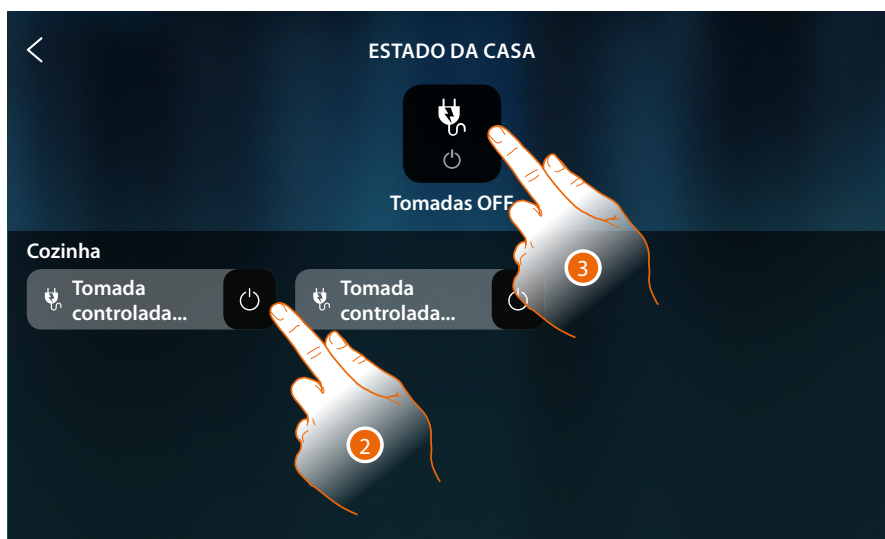 ESTADO DA CASA
Tomadas OFF
3
Cozinha
Tomada
controlada...
Tomada
controlada...
2